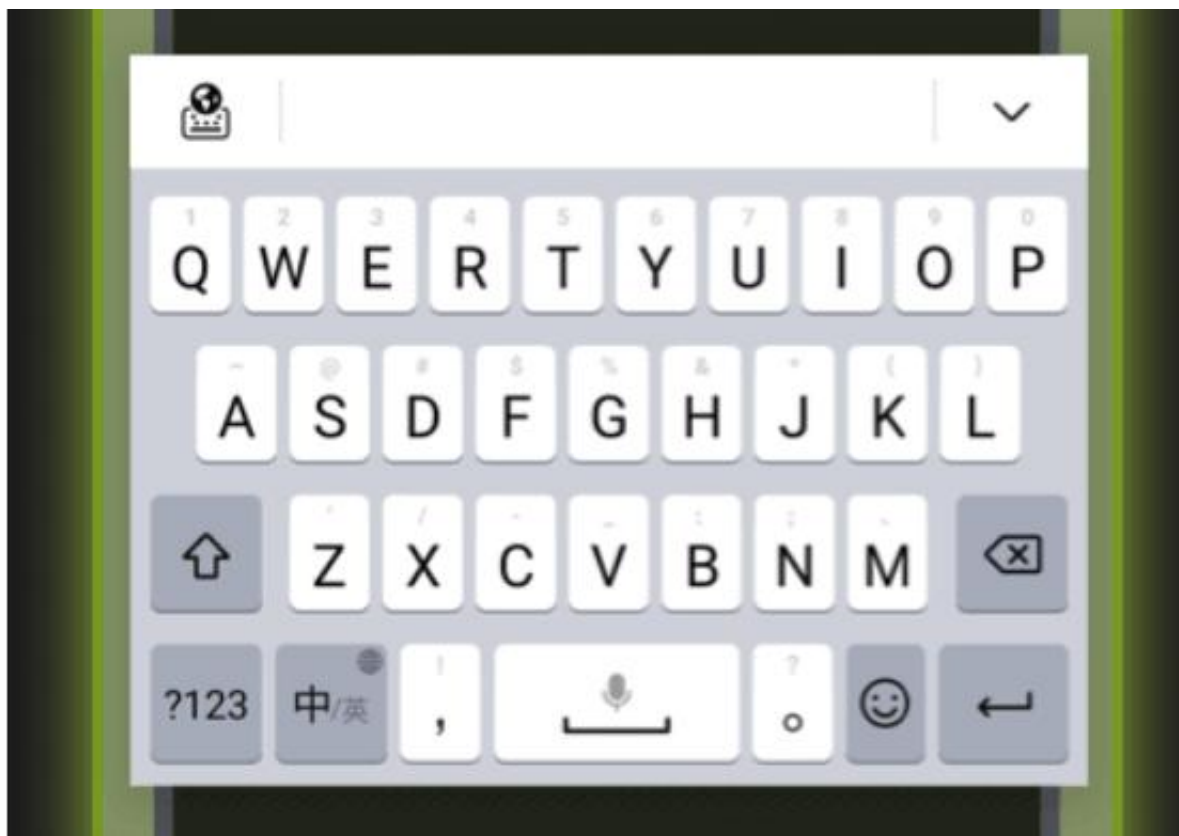 1 2 3 4 5 6 7 8 9 0
Q W E R T Y U I O P
@ # $ % & * ( )
A S D F G H J K L
/ - _ : ;
Z X C V B N M
! ?
?123 中/英 , 。